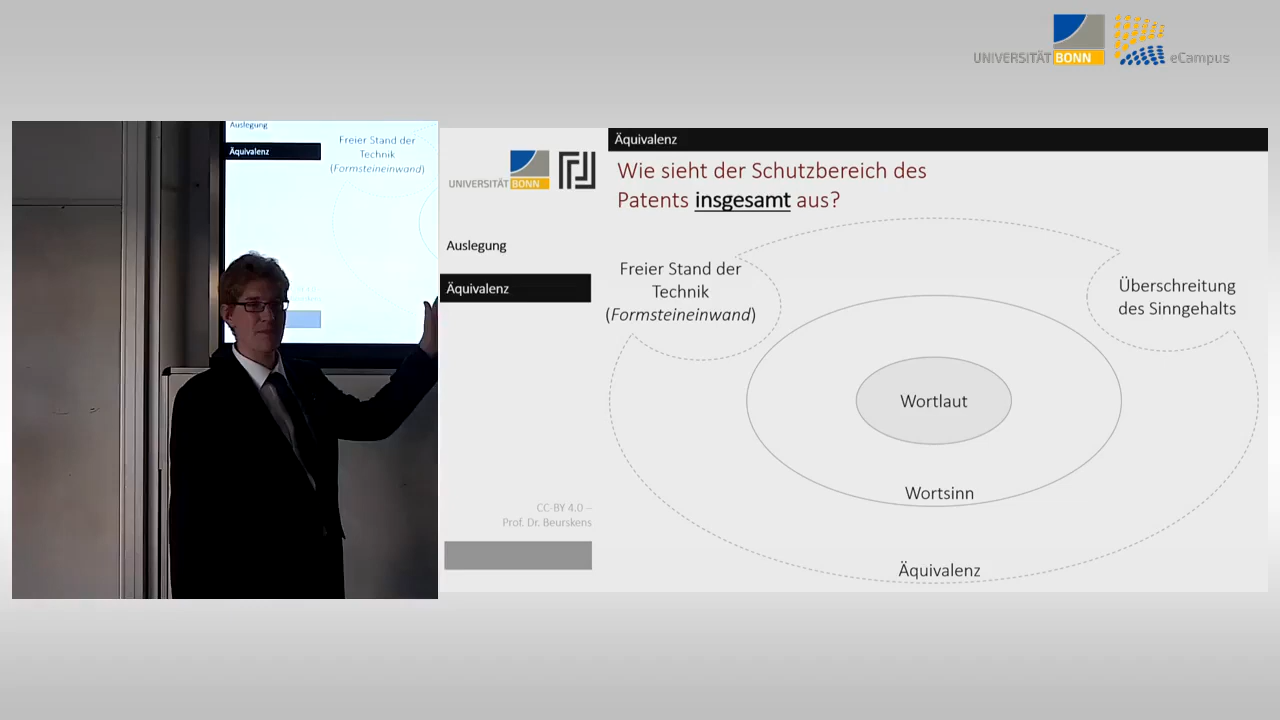 UNIVERSITÄT BONN
eCampus
Auslegung
Äquivalenz
Freier Stand der
Technik
(Formsteineinwand)
UNIVERSITÄT BONN
Auslegung
Äquivalenz
CC-BY 4.0 –
Prof. Dr. Beurskens
Äquivalenz
Wie sieht der Schutzbereich des
Patents insgesamt aus?
Freier Stand der
Technik
(Formsteineinwand)
Überschreitung
des Sinngehalts
Wortlaut
Wortsinn
Äquivalenz